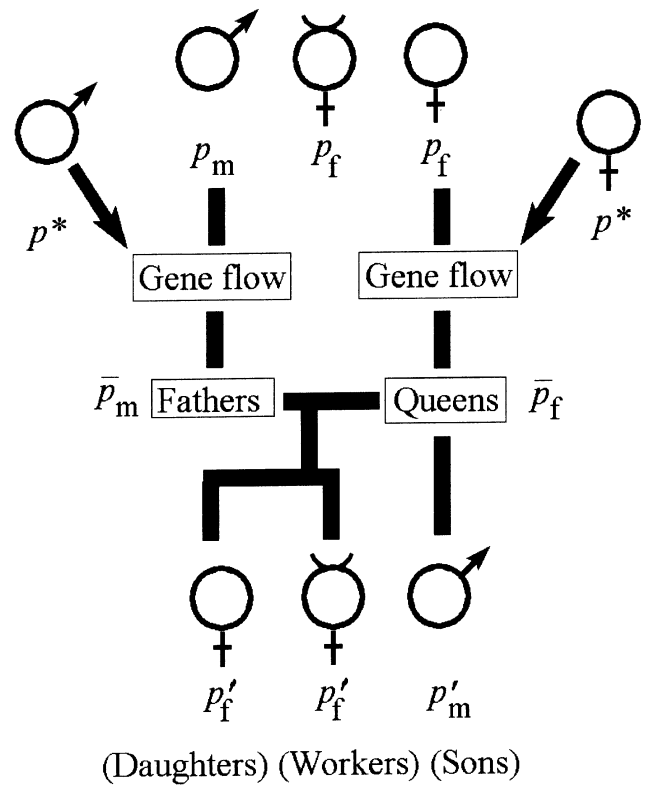 p_m p_f p_f
p* p*
Gene flow Gene flow
p̄_m Fathers Queens p̄_f
p′_f p′_f p′_m
(Daughters) (Workers) (Sons)